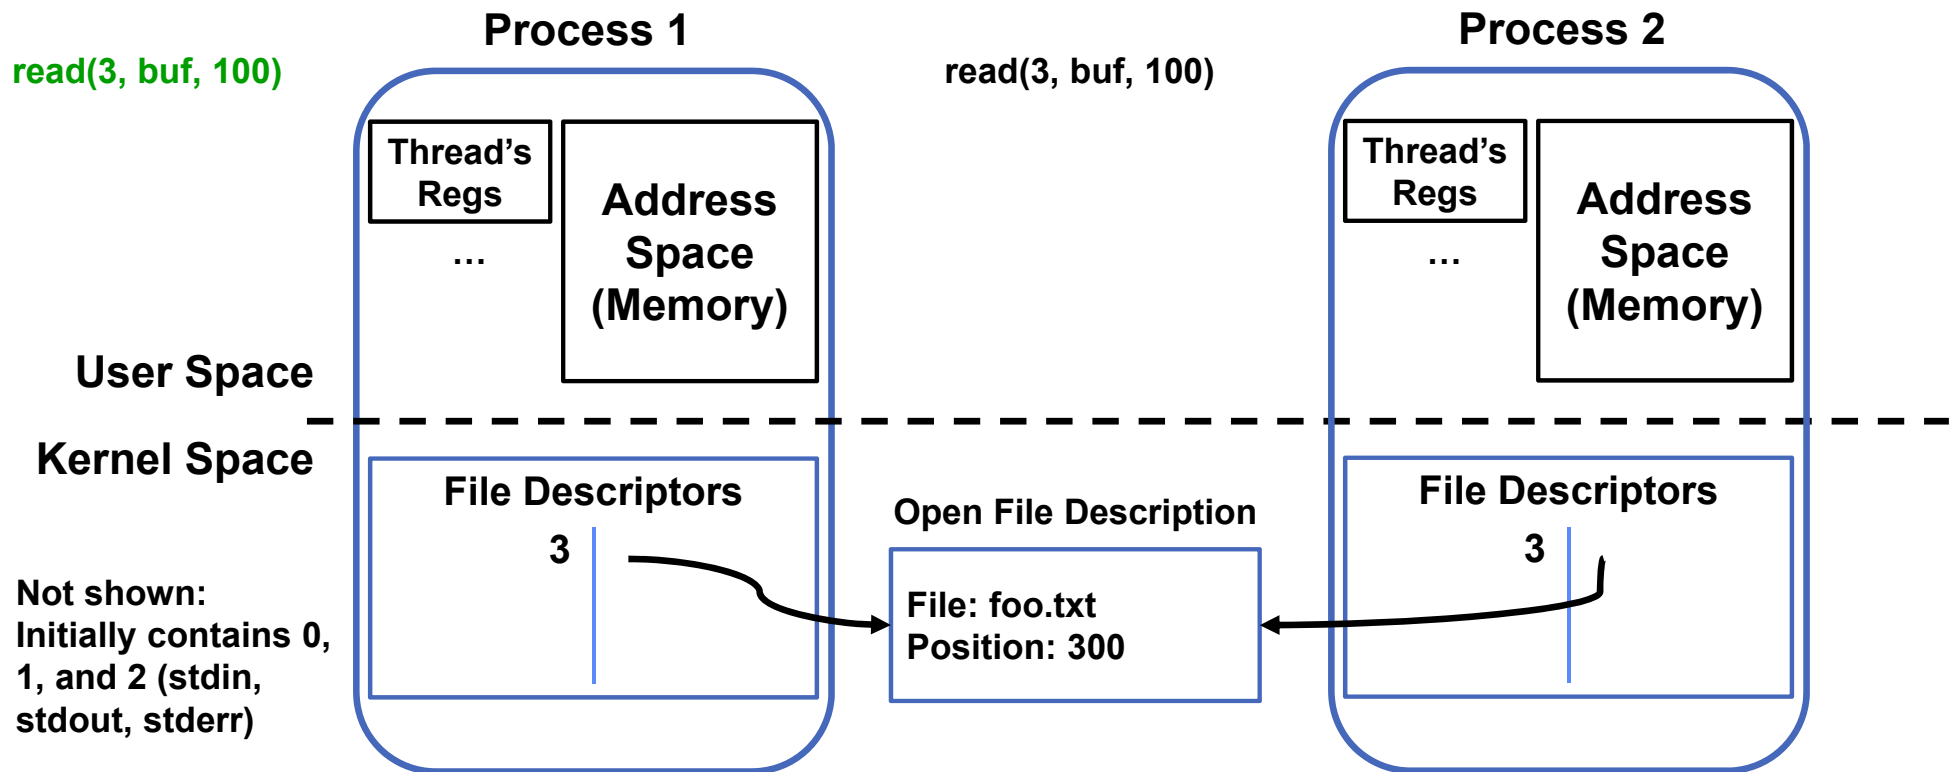 Process 1
read(3, buf, 100)
Thread’s
Regs
…
Address
Space
(Memory)
User Space
Kernel Space
File Descriptors
3
Not shown:
Initially contains 0,
1, and 2 (stdin,
stdout, stderr)
Open File Description
File: foo.txt
Position: 300
Process 2
read(3, buf, 100)
Thread’s
Regs
…
Address
Space
(Memory)
File Descriptors
3